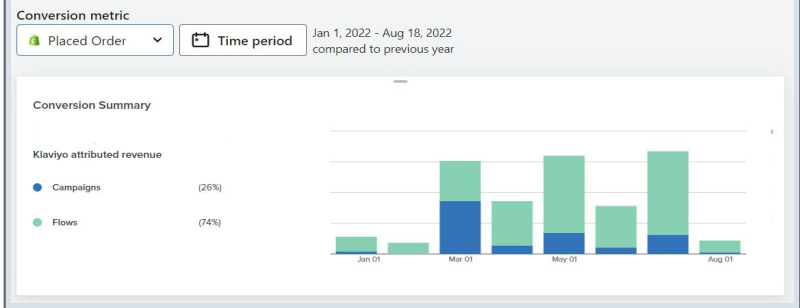 Conversion metric
Placed Order
Time period
Jan 1, 2022 - Aug 18, 2022
compared to previous year
Conversion Summary
Klaviyo attributed revenue
Campaigns (26%)
Flows (74%)
Jan 01 Mar 01 May 01 Aug 01